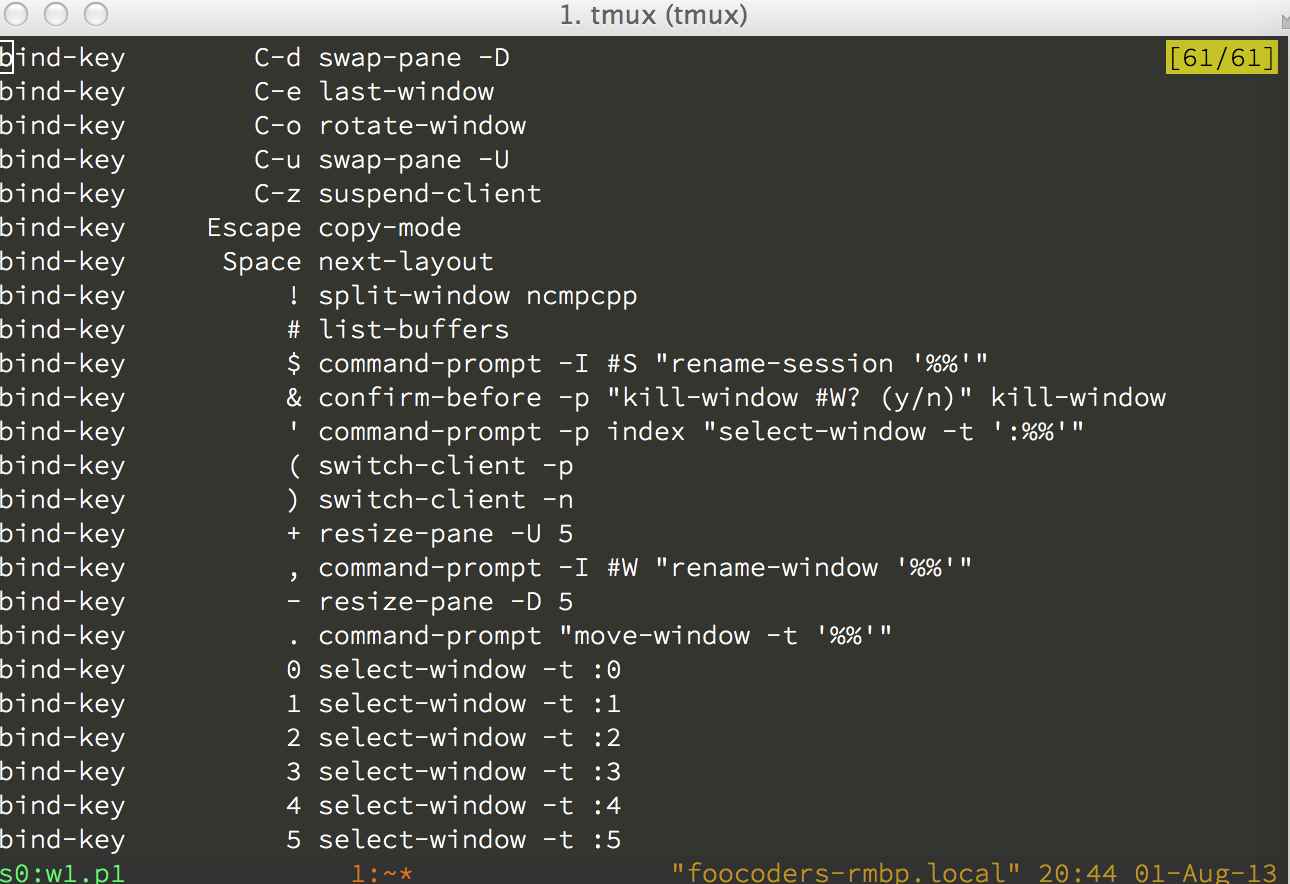 1. tmux (tmux)
bind-key C-d swap-pane -D [61/61]
bind-key C-e last-window
bind-key C-o rotate-window
bind-key C-u swap-pane -U
bind-key C-z suspend-client
bind-key Escape copy-mode
bind-key Space next-layout
bind-key ! split-window ncmpcpp
bind-key # list-buffers
bind-key $ command-prompt -I #S "rename-session '%%'"
bind-key & confirm-before -p "kill-window #W? (y/n)" kill-window
bind-key ' command-prompt -p index "select-window -t ':%%'"
bind-key ( switch-client -p
bind-key ) switch-client -n
bind-key + resize-pane -U 5
bind-key , command-prompt -I #W "rename-window '%%'"
bind-key - resize-pane -D 5
bind-key . command-prompt "move-window -t '%%'"
bind-key 0 select-window -t :0
bind-key 1 select-window -t :1
bind-key 2 select-window -t :2
bind-key 3 select-window -t :3
bind-key 4 select-window -t :4
bind-key 5 select-window -t :5
s0:w1.p1 1:~* "foocoders-rmbp.local" 20:44 01-Aug-13